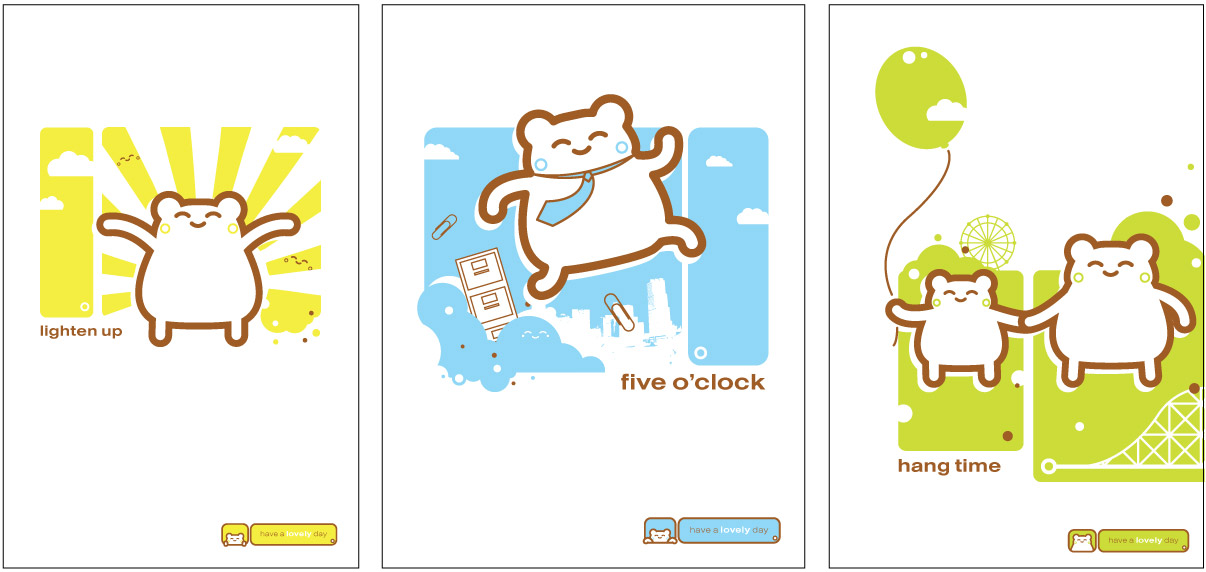 lighten up
have a lovely day
five o'clock
have a lovely day
hang time
have a lovely day